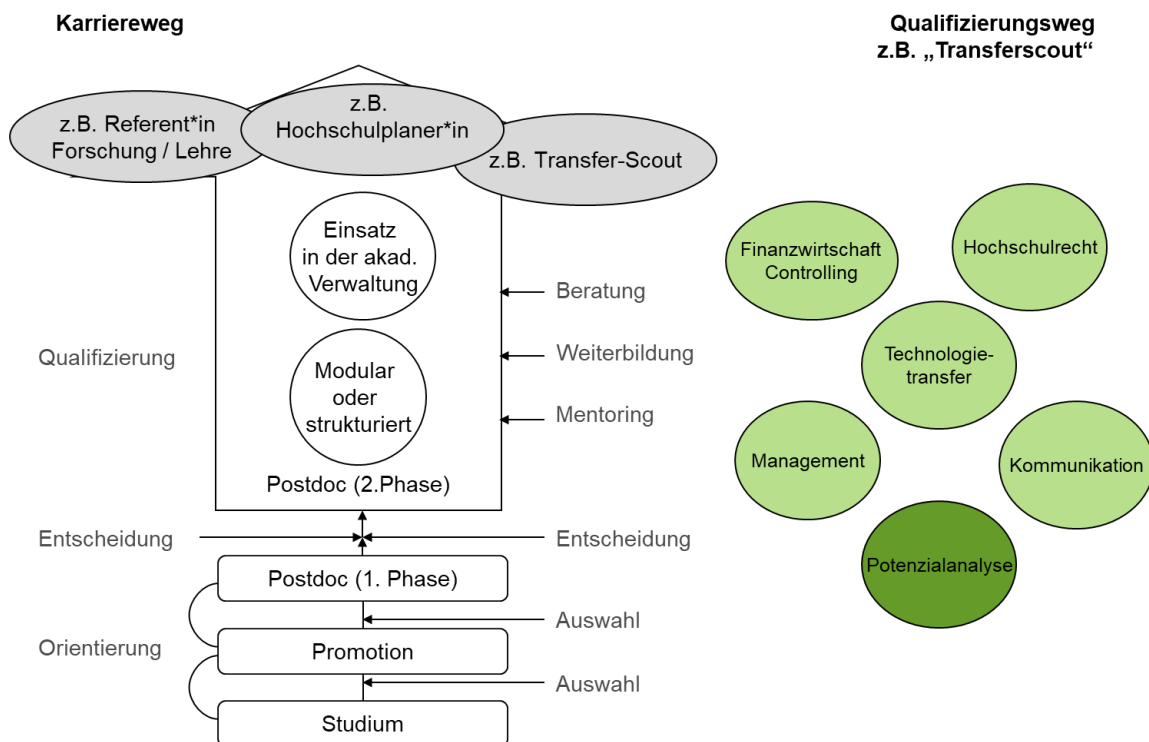 Karriereweg
Qualifizierungsweg
z.B. „Transferscout“
z.B. Referent*in
Forschung / Lehre
z.B.
Hochschulplaner*in
z.B. Transfer-Scout
Einsatz
in der akad.
Verwaltung
Beratung
Qualifizierung
Weiterbildung
Modular
oder
strukturiert
Mentoring
Postdoc (2.Phase)
Entscheidung
Entscheidung
Postdoc (1. Phase)
Auswahl
Orientierung
Promotion
Auswahl
Studium
Finanzwirtschaft
Controlling
Hochschulrecht
Technologie-
transfer
Management
Kommunikation
Potenzialanalyse